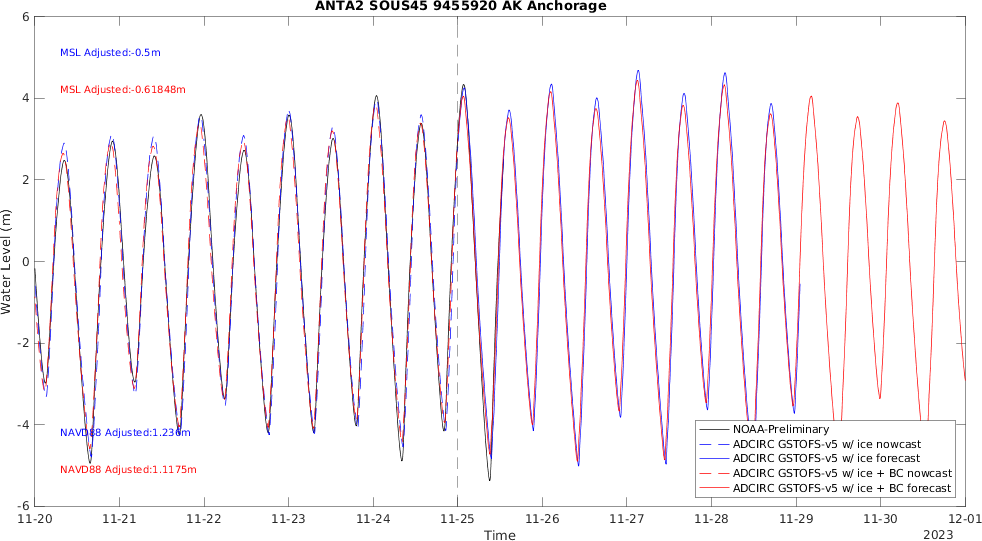 ANTA2 SOUS45 9455920 AK Anchorage
6
4
2
0
-2
-4
-6
Water Level (m)
MSL Adjusted:-0.5m
MSL Adjusted:-0.61848m
NAVD88 Adjusted:1.236m
NAVD88 Adjusted:1.1175m
NOAA-Preliminary
ADCIRC GSTOFS-v5 w/ ice nowcast
ADCIRC GSTOFS-v5 w/ ice forecast
ADCIRC GSTOFS-v5 w/ ice + BC nowcast
ADCIRC GSTOFS-v5 w/ ice + BC forecast
11-20 11-21 11-22 11-23 11-24 11-25 11-26 11-27 11-28 11-29 11-30 12-01
Time
2023